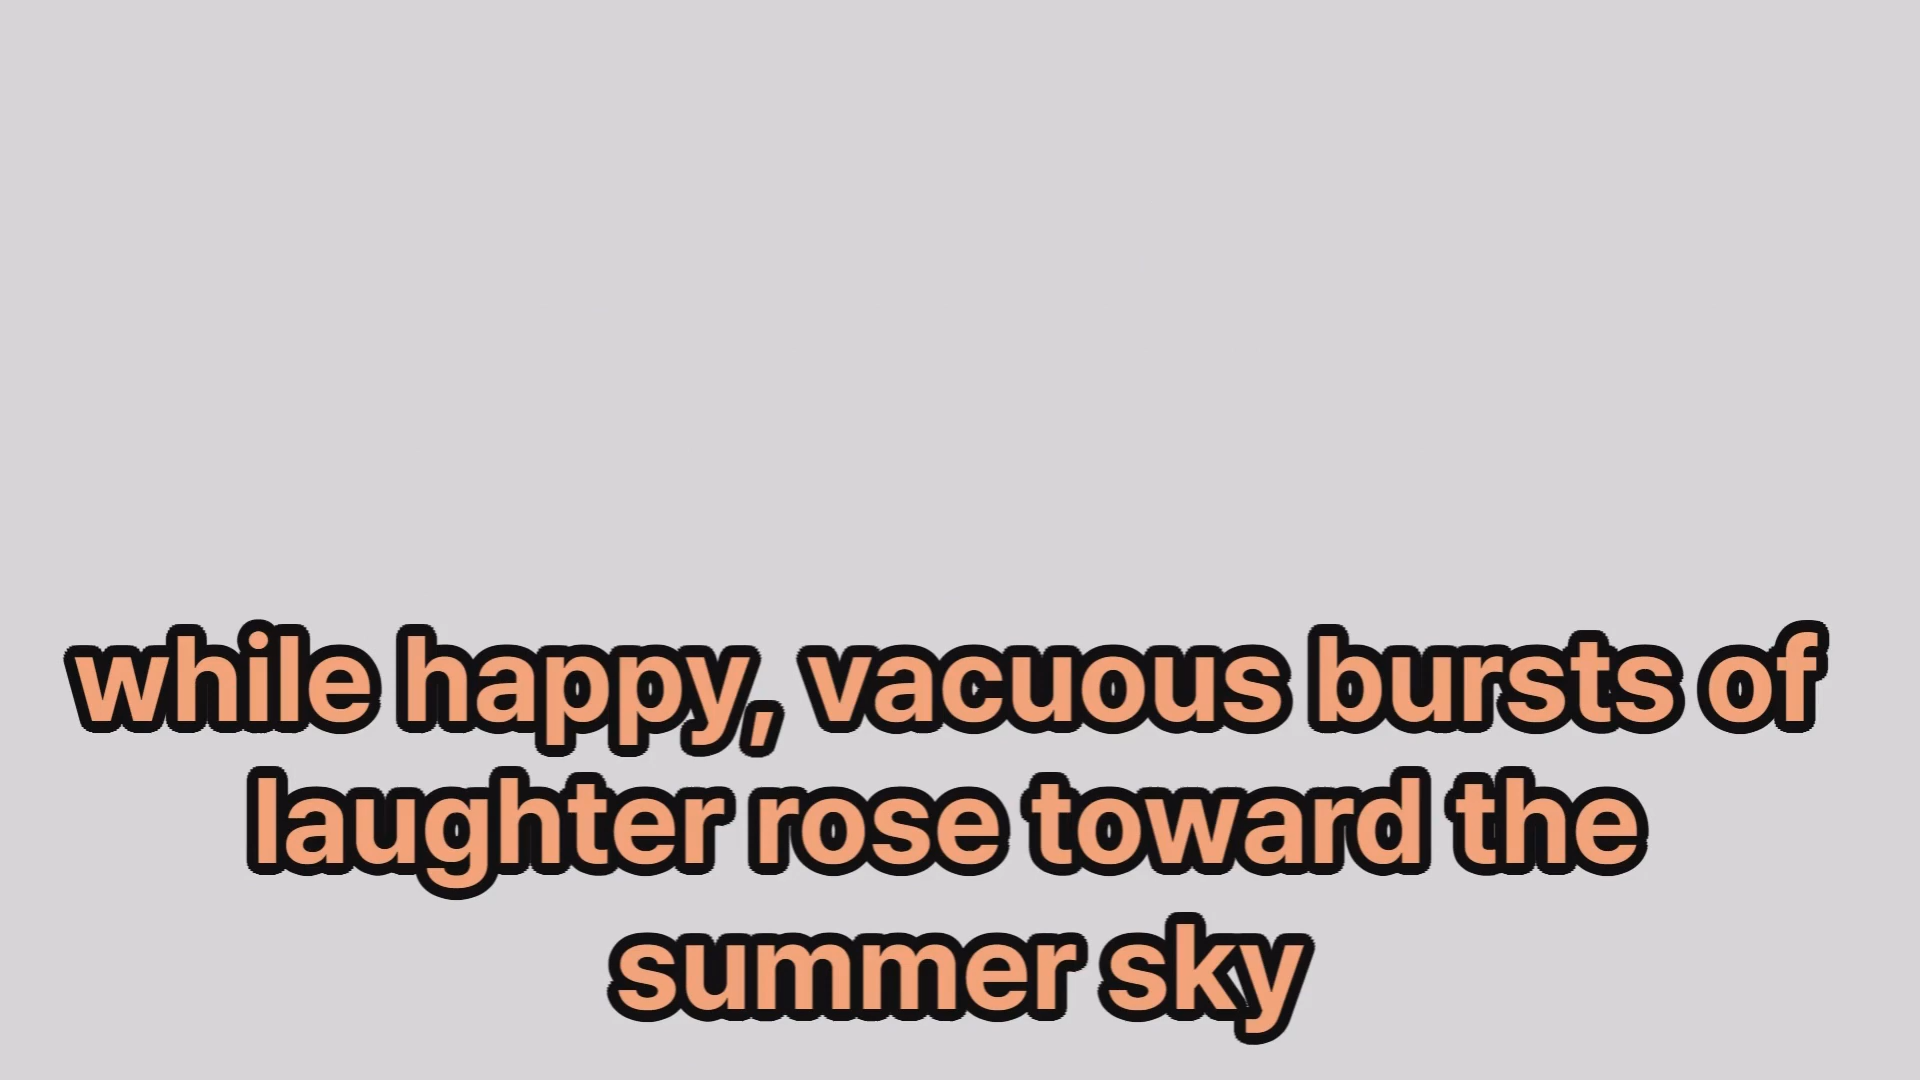 while happy, vacuous bursts of
laughter rose toward the
summer sky